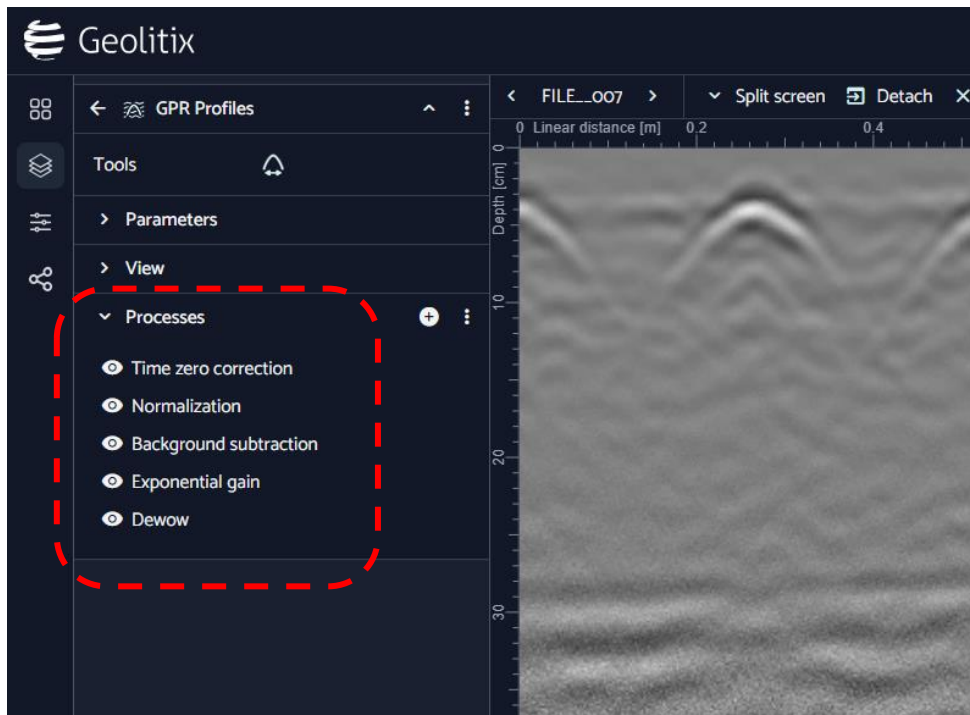 Geolitix
GPR Profiles
Tools
Parameters
View
Processes
Time zero correction
Normalization
Background subtraction
Exponential gain
Dewow
FILE__007
Split screen
Detach
0 Linear distance [m] 0.2 0.4
Depth [cm]
0
10
20
30